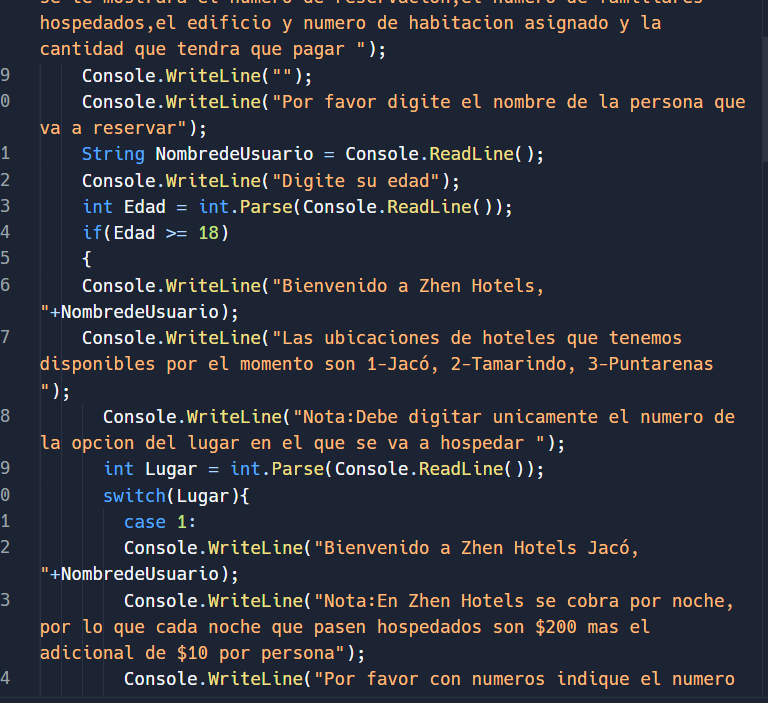 se le mostrara el numero de reservacion,el numero de familiares
hospedados,el edificio y numero de habitacion asignado y la
cantidad que tendra que pagar ");
9 Console.WriteLine("");
0 Console.WriteLine("Por favor digite el nombre de la persona que
va a reservar");
1 String NombredeUsuario = Console.ReadLine();
2 Console.WriteLine("Digite su edad");
3 int Edad = int.Parse(Console.ReadLine());
4 if(Edad >= 18)
5 {
6 Console.WriteLine("Bienvenido a Zhen Hotels,
"+NombredeUsuario);
7 Console.WriteLine("Las ubicaciones de hoteles que tenemos
disponibles por el momento son 1-Jacó, 2-Tamarindo, 3-Puntarenas
");
8 Console.WriteLine("Nota:Debe digitar unicamente el numero de
la opcion del lugar en el que se va a hospedar ");
9 int Lugar = int.Parse(Console.ReadLine());
0 switch(Lugar){
1 case 1:
2 Console.WriteLine("Bienvenido a Zhen Hotels Jacó,
"+NombredeUsuario);
3 Console.WriteLine("Nota:En Zhen Hotels se cobra por noche,
por lo que cada noche que pasen hospedados son $200 mas el
adicional de $10 por persona");
4 Console.WriteLine("Por favor con numeros indique el numero